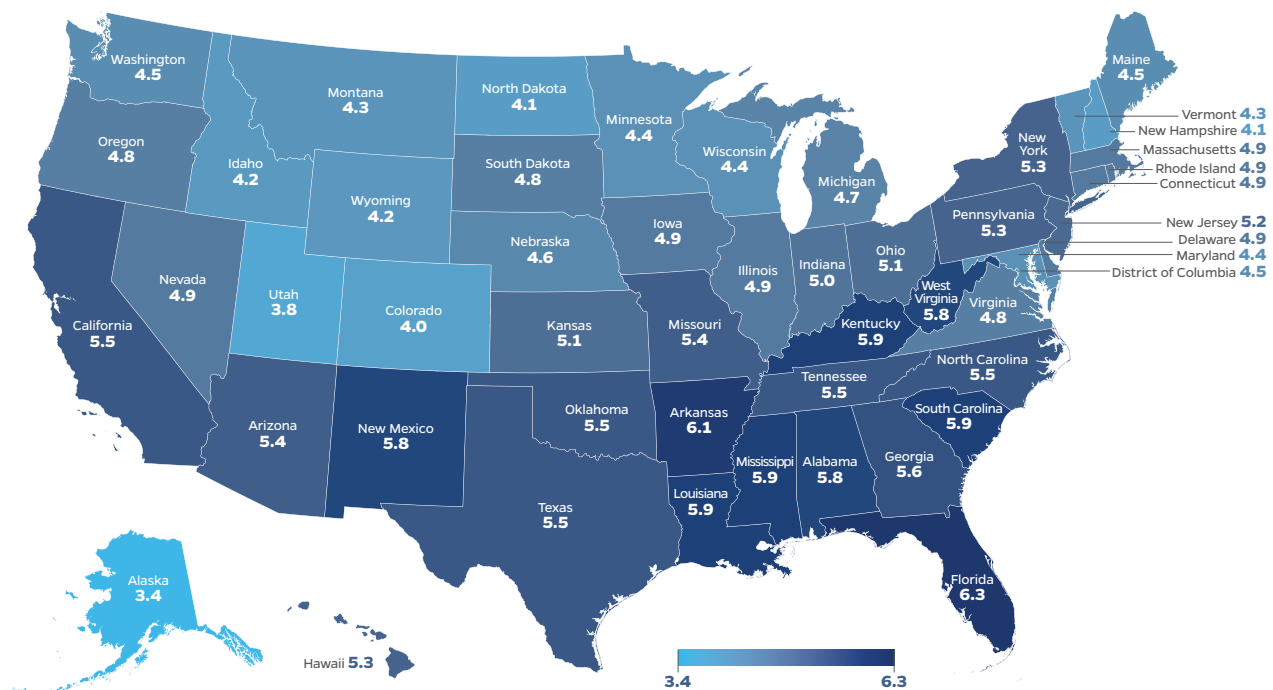 Washington
4.5
Oregon
4.8
California
5.5
Idaho
4.2
Nevada
4.9
Montana
4.3
Wyoming
4.2
Utah
3.8
Colorado
4.0
Arizona
5.4
New Mexico
5.8
North Dakota
4.1
South Dakota
4.8
Nebraska
4.6
Kansas
5.1
Oklahoma
5.5
Texas
5.5
Minnesota
4.4
Iowa
4.9
Missouri
5.4
Arkansas
6.1
Louisiana
5.9
Wisconsin
4.4
Illinois
4.9
Michigan
4.7
Indiana
5.0
Ohio
5.1
Kentucky
5.9
Tennessee
5.5
Mississippi
5.9
Alabama
5.8
Georgia
5.6
Florida
6.3
South Carolina
5.9
North Carolina
5.5
Virginia
4.8
West
Virginia
5.8
Pennsylvania
5.3
New
York
5.3
Maine
4.5
Vermont 4.3
New Hampshire 4.1
Massachusetts 4.9
Rhode Island 4.9
Connecticut 4.9
New Jersey 5.2
Delaware 4.9
Maryland 4.4
District of Columbia 4.5
Alaska
3.4
Hawaii 5.3
3.4 6.3